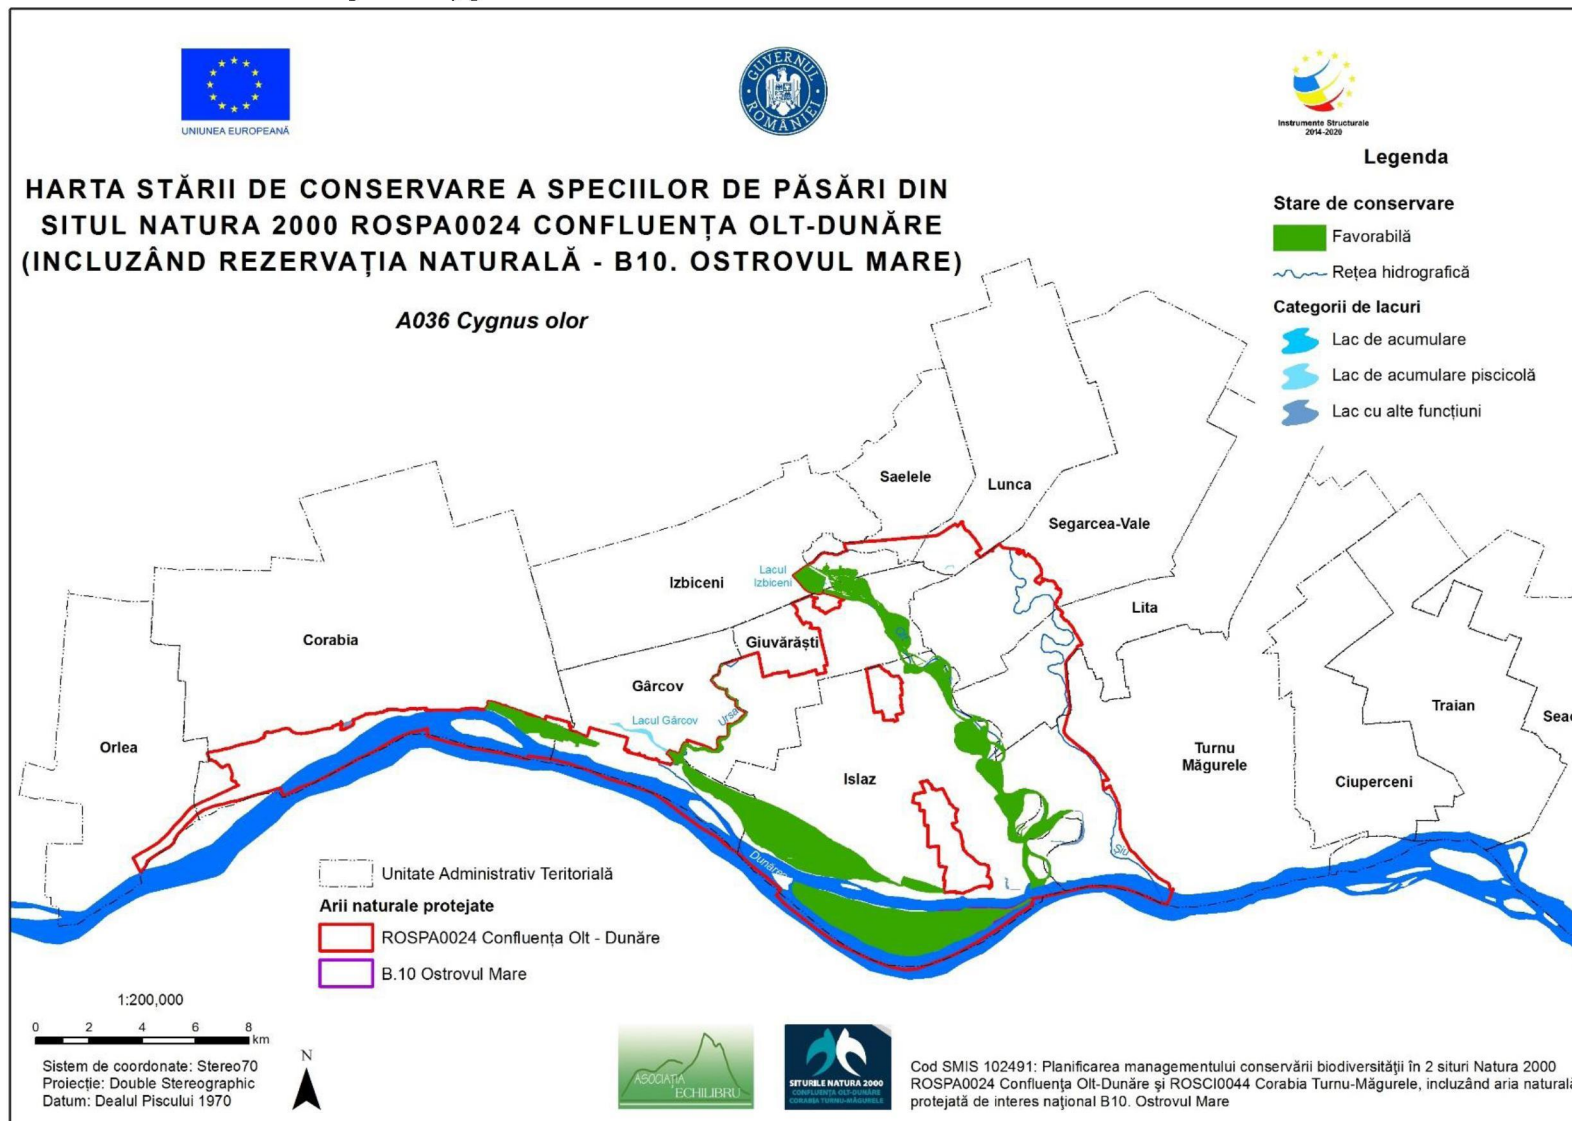 UNIUNEA EUROPEANĂ
GUVERNUL ROMÂNIEI
Instrumente Structurale
2014-2020
HARTA STĂRII DE CONSERVARE A SPECIILOR DE PĂSĂRI DIN
SITUL NATURA 2000 ROSPA0024 CONFLUENȚA OLT-DUNĂRE
(INCLUZÂND REZERVAȚIA NATURALĂ - B10. OSTROVUL MARE)
A036 Cygnus olor
Legenda
Stare de conservare
Favorabilă
Rețea hidrografică
Categorii de lacuri
Lac de acumulare
Lac de acumulare piscicolă
Lac cu alte funcțiuni
Saelele
Lunca
Segarcea-Vale
Lacul
Izbiceni
Izbiceni
Lita
Corabia
Giuvărăști
Olt
Gârcov
Lacul Gârcov
Ursa
Traian
Orlea
Turnu
Măgurele
Islaz
Ciuperceni
Siu
Dunărea
Unitate Administrativ Teritorială
Arii naturale protejate
ROSPA0024 Confluența Olt - Dunăre
B.10 Ostrovul Mare
1:200,000
0 2 4 6 8
km
N
Sistem de coordonate: Stereo70
Proiecție: Double Stereographic
Datum: Dealul Piscului 1970
ASOCIAȚIA
ECHILIBRU
SITURILE NATURA 2000
CONFLUENȚA OLT-DUNĂRE
CORABIA TURNU-MĂGURELE
Cod SMIS 102491: Planificarea managementului conservării biodiversității în 2 situri Natura 2000
ROSPA0024 Confluența Olt-Dunăre și ROSCI0044 Corabia Turnu-Măgurele, incluzând aria naturală
protejată de interes național B10. Ostrovul Mare